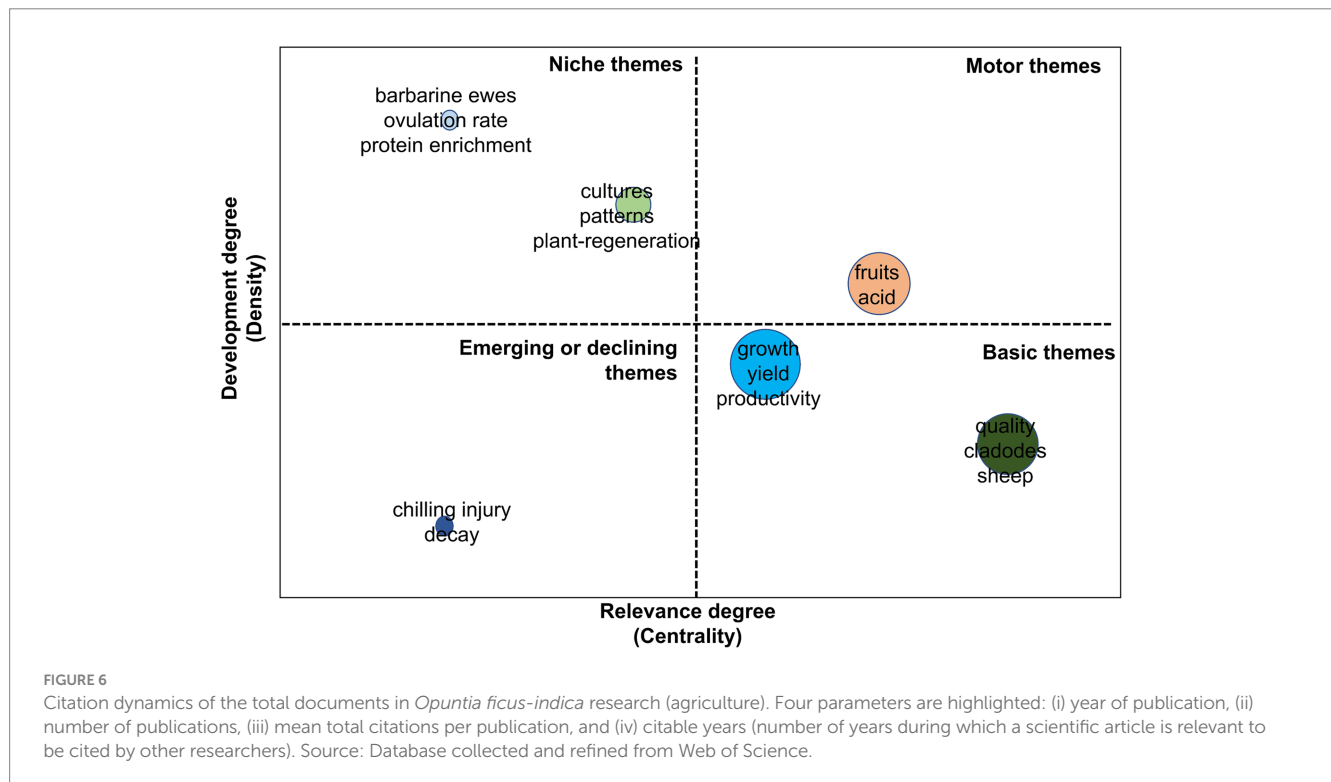 Niche themes
Motor themes
barbarine ewes
ovulation rate
protein enrichment
cultures
patterns
plant-regeneration
fruits
acid
Development degree
(Density)
Emerging or declining
themes
Basic themes
growth
yield
productivity
quality
cladodes
sheep
chilling injury
decay
Relevance degree
(Centrality)
FIGURE 6
Citation dynamics of the total documents in Opuntia ficus-indica research (agriculture). Four parameters are highlighted: (i) year of publication, (ii)
number of publications, (iii) mean total citations per publication, and (iv) citable years (number of years during which a scientific article is relevant to
be cited by other researchers). Source: Database collected and refined from Web of Science.